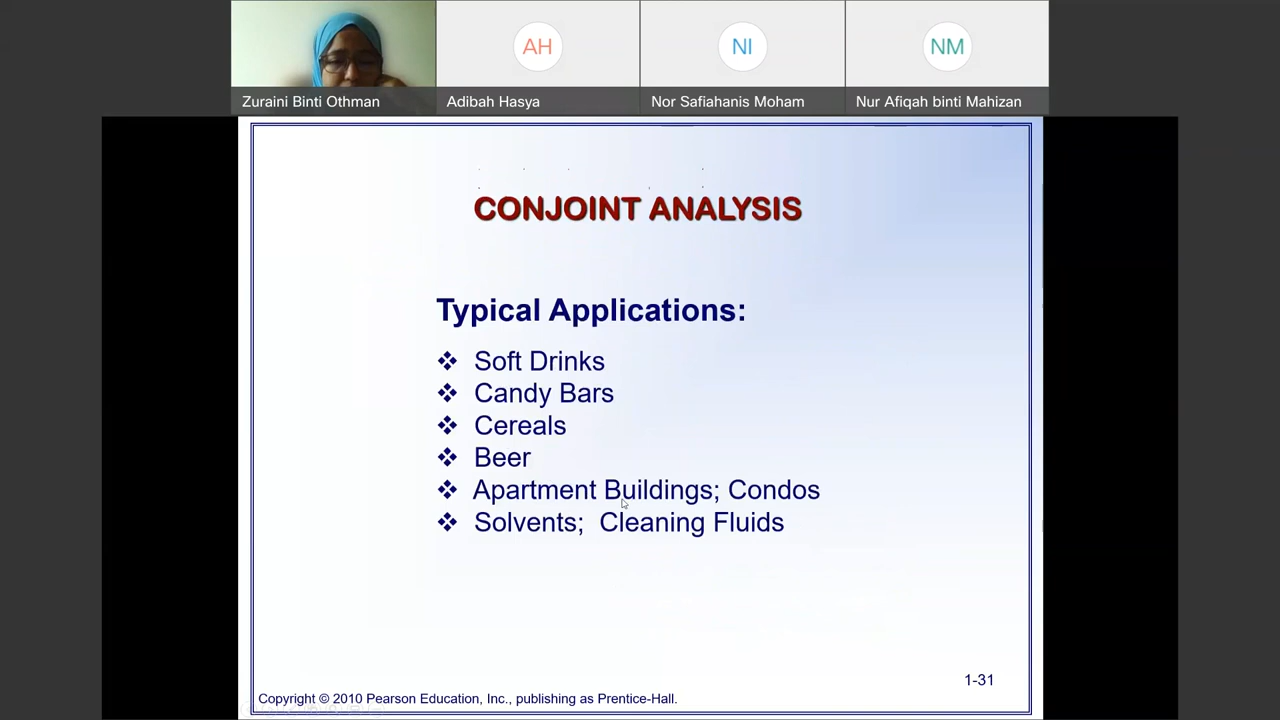 AH
NI
NM
Zuraini Binti Othman
Adibah Hasya
Nor Safiahanis Moham
Nur Afiqah binti Mahizan
CONJOINT ANALYSIS
Typical Applications:
❖ Soft Drinks
❖ Candy Bars
❖ Cereals
❖ Beer
❖ Apartment Buildings; Condos
❖ Solvents; Cleaning Fluids
1-31
Copyright © 2010 Pearson Education, Inc., publishing as Prentice-Hall.